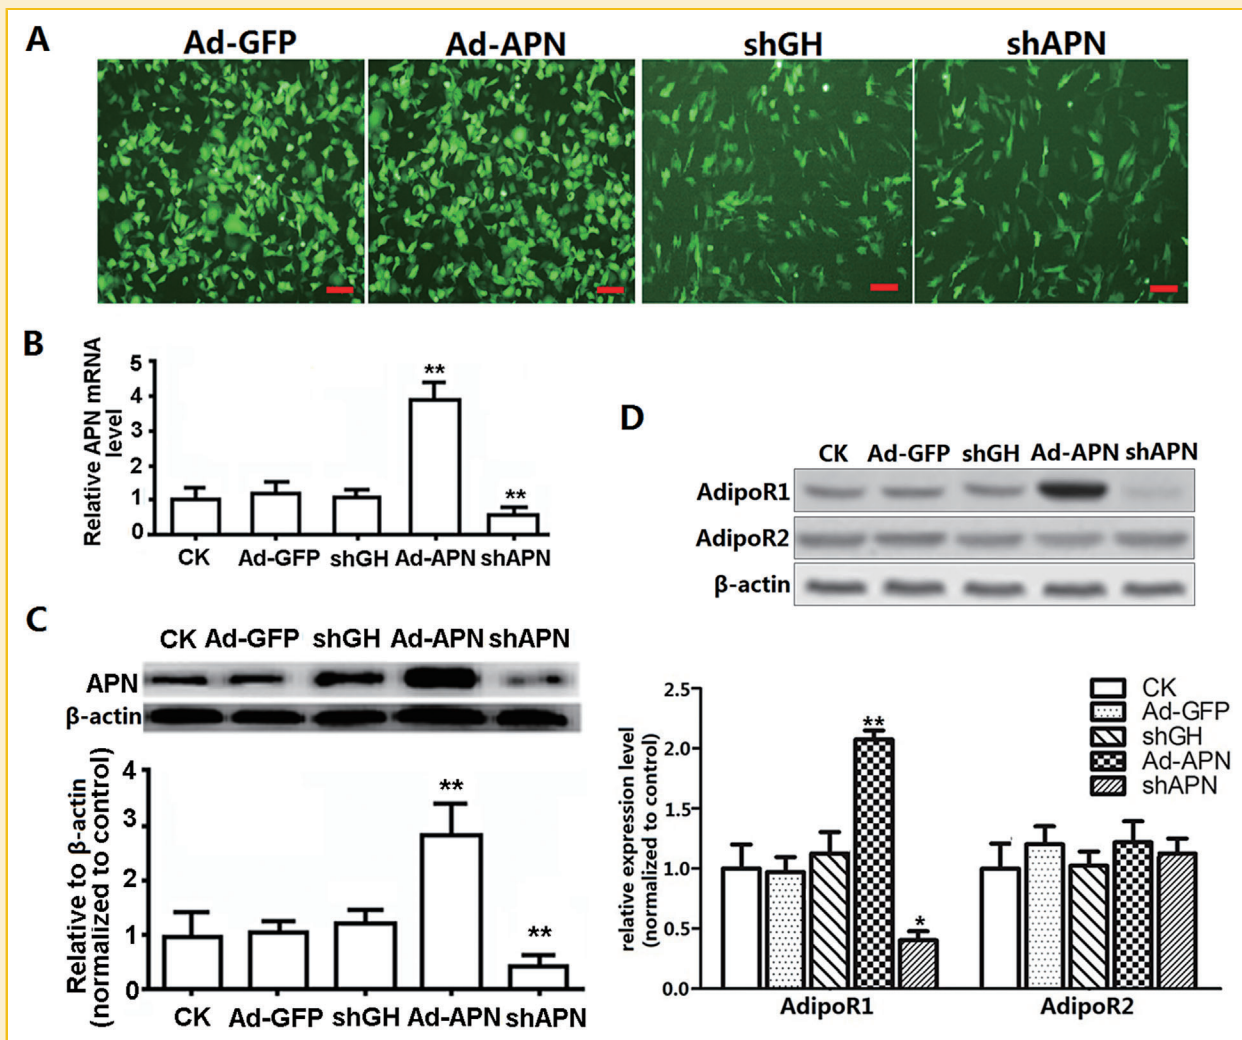 A
Ad-GFP Ad-APN shGH shAPN
B
Relative APN mRNA
level
5
4
3
2
1
0
**
**
CK Ad-GFP shGH Ad-APN shAPN
C
CK Ad-GFP shGH Ad-APN shAPN
APN
β-actin
Relative to β-actin
(normalized to control)
4
3
2
1
0
**
**
CK Ad-GFP shGH Ad-APN shAPN
D
CK Ad-GFP shGH Ad-APN shAPN
AdipoR1
AdipoR2
β-actin
relative expression level
(normalized to control)
2.5
2.0
1.5
1.0
0.5
0.0
**
*
CK
Ad-GFP
shGH
Ad-APN
shAPN
AdipoR1 AdipoR2